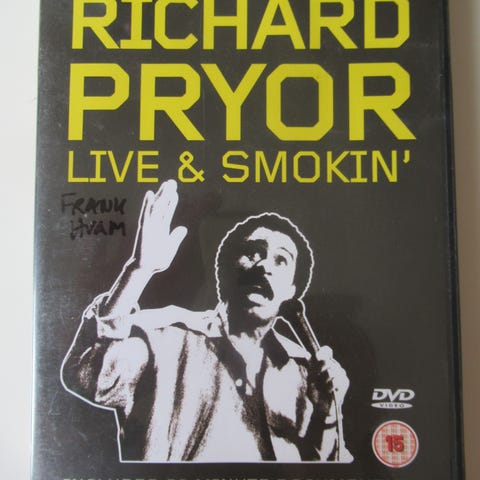 RICHARD
PRYOR
LIVE & SMOKIN'
FRANK
HVAM
DVD
VIDEO
15